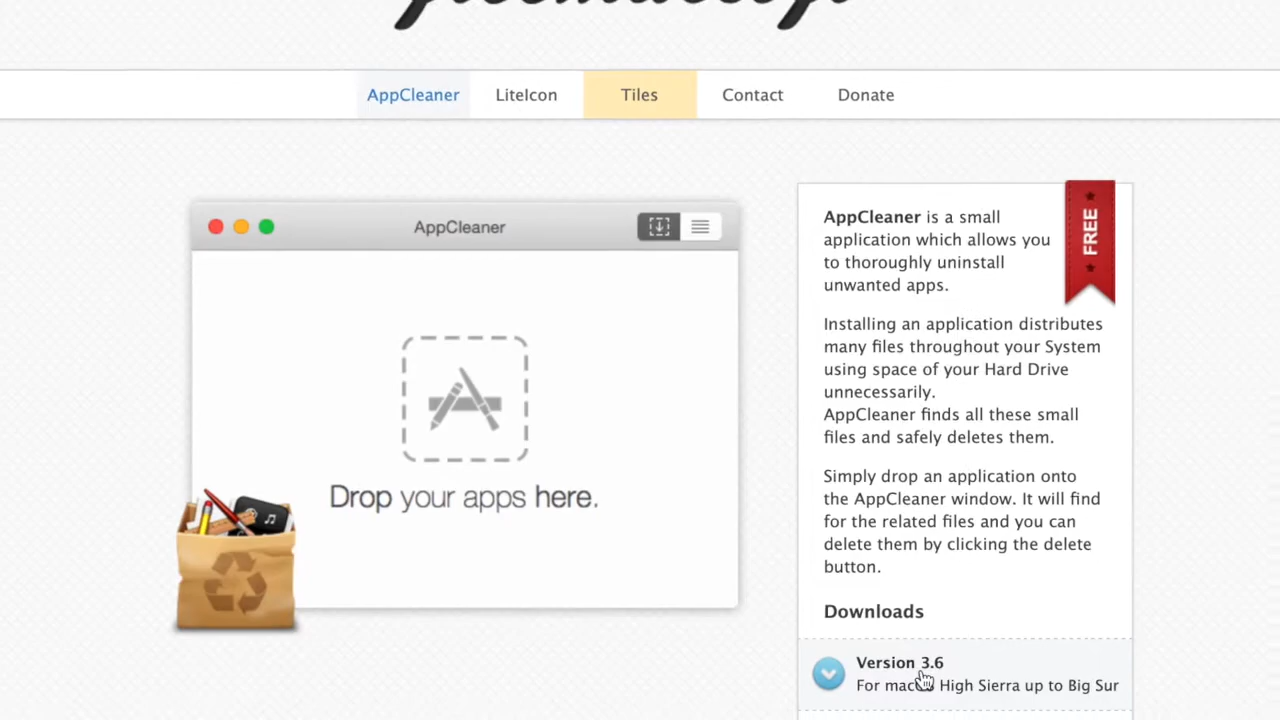 AppCleaner
LiteIcon
Tiles
Contact
Donate
AppCleaner
Drop your apps here.
FREE
AppCleaner is a small
application which allows you
to thoroughly uninstall
unwanted apps.
Installing an application distributes
many files throughout your System
using space of your Hard Drive
unnecessarily.
AppCleaner finds all these small
files and safely deletes them.
Simply drop an application onto
the AppCleaner window. It will find
for the related files and you can
delete them by clicking the delete
button.
Downloads
Version 3.6
For macOS High Sierra up to Big Sur